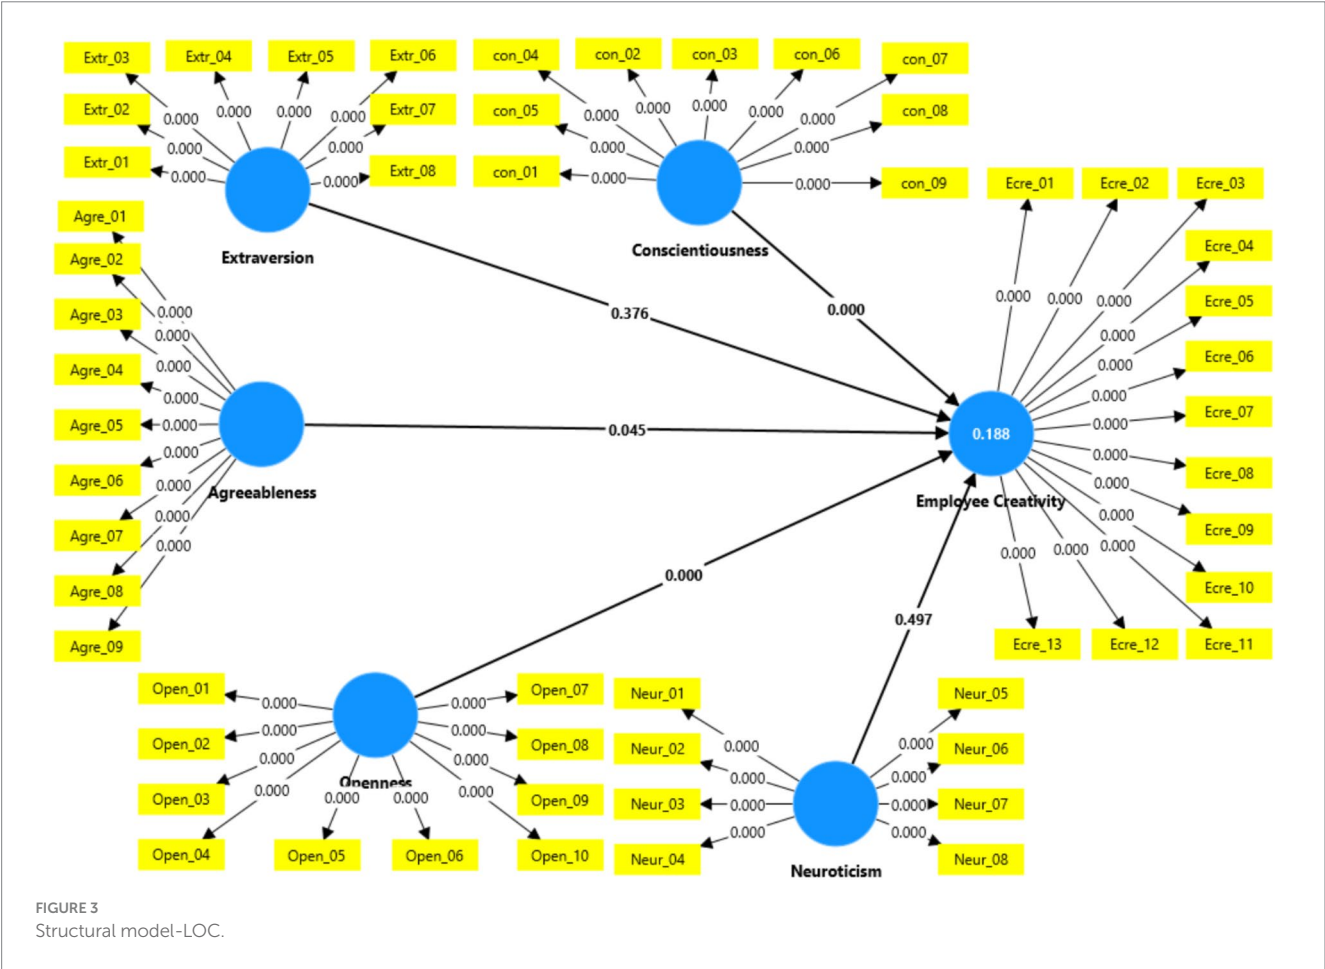 Extr_03
Extr_04
Extr_05
Extr_06
Extr_02
Extr_07
Extr_01
Extr_08
0.000
0.000
0.000
0.000
0.000
0.000
0.000
0.000
Extraversion
con_04
con_02
con_03
con_06
con_07
con_05
con_08
con_01
con_09
0.000
0.000
0.000
0.000
0.000
0.000
0.000
0.000
0.000
Conscientiousness
Agre_01
Agre_02
Agre_03
Agre_04
Agre_05
Agre_06
Agre_07
Agre_08
Agre_09
0.000
0.000
0.000
0.000
0.000
0.000
0.000
0.000
0.000
Agreeableness
0.376
0.000
0.045
0.000
0.497
Ecre_01
Ecre_02
Ecre_03
Ecre_04
Ecre_05
Ecre_06
Ecre_07
Ecre_08
Ecre_09
Ecre_10
Ecre_11
Ecre_12
Ecre_13
0.000
0.000
0.000
0.000
0.000
0.000
0.000
0.000
0.000
0.000
0.000
0.000
0.000
0.188
Employee Creativity
Open_01
Open_02
Open_03
Open_04
Open_05
Open_06
Open_07
Open_08
Open_09
Open_10
0.000
0.000
0.000
0.000
0.000
0.000
0.000
0.000
0.000
0.000
Openness
Neur_01
Neur_02
Neur_03
Neur_04
Neur_05
Neur_06
Neur_07
Neur_08
0.000
0.000
0.000
0.000
0.000
0.000
0.000
0.000
Neuroticism
FIGURE 3
Structural model-LOC.